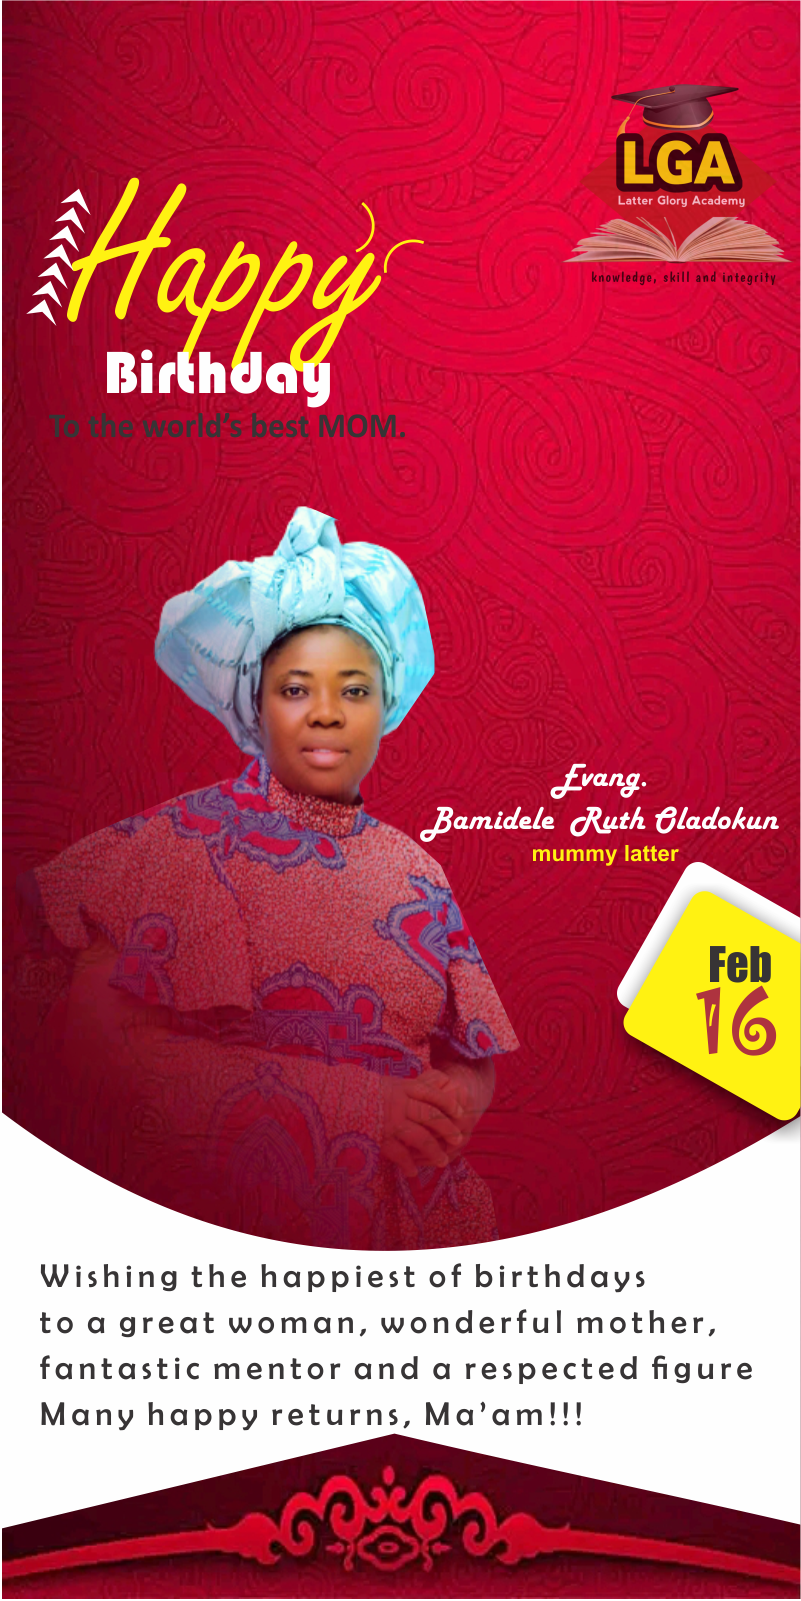 LGA
Latter Glory Academy
knowledge, skill and integrity
Happy
Birthday
To the world's best MOM.
Evang.
Bamidele Ruth Oladokun
mummy latter
Feb
16
Wishing the happiest of birthdays
to a great woman, wonderful mother,
fantastic mentor and a respected figure
Many happy returns, Ma'am!!!